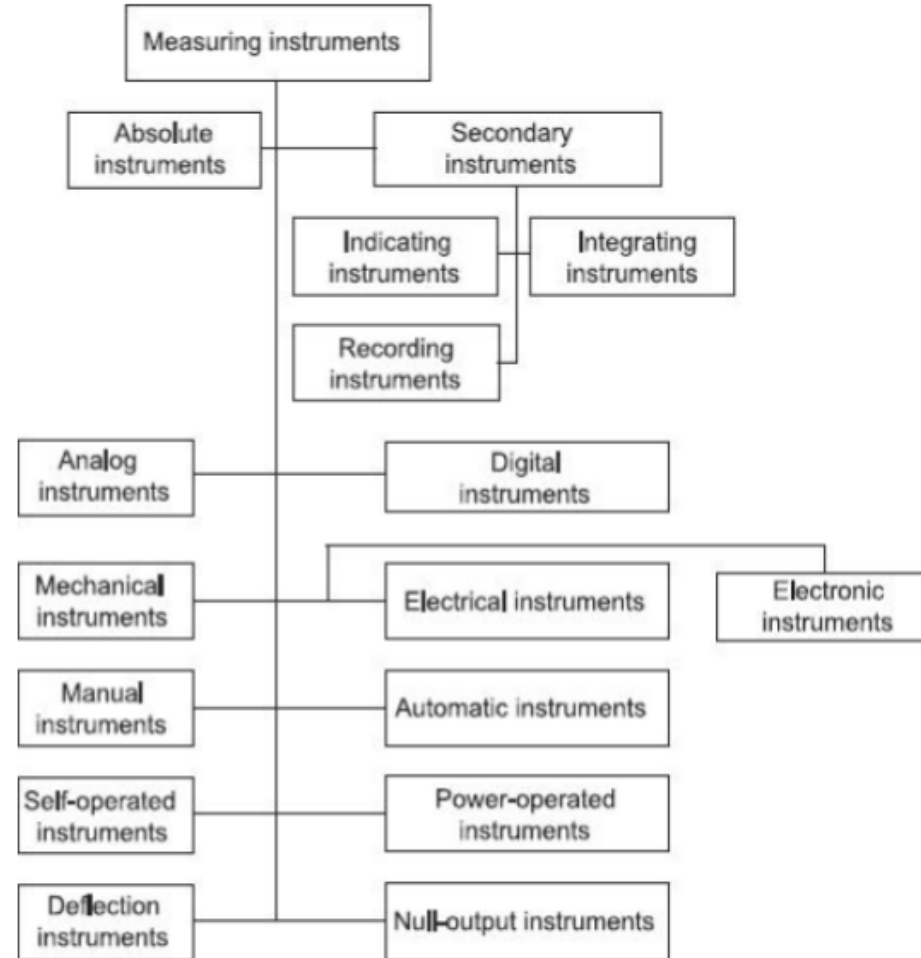 Measuring instruments
Absolute
instruments
Secondary
instruments
Indicating
instruments
Integrating
instruments
Recording
instruments
Analog
instruments
Digital
instruments
Mechanical
instruments
Electrical instruments
Electronic
instruments
Manual
instruments
Automatic instruments
Self-operated
instruments
Power-operated
instruments
Deflection
instruments
Null-output instruments